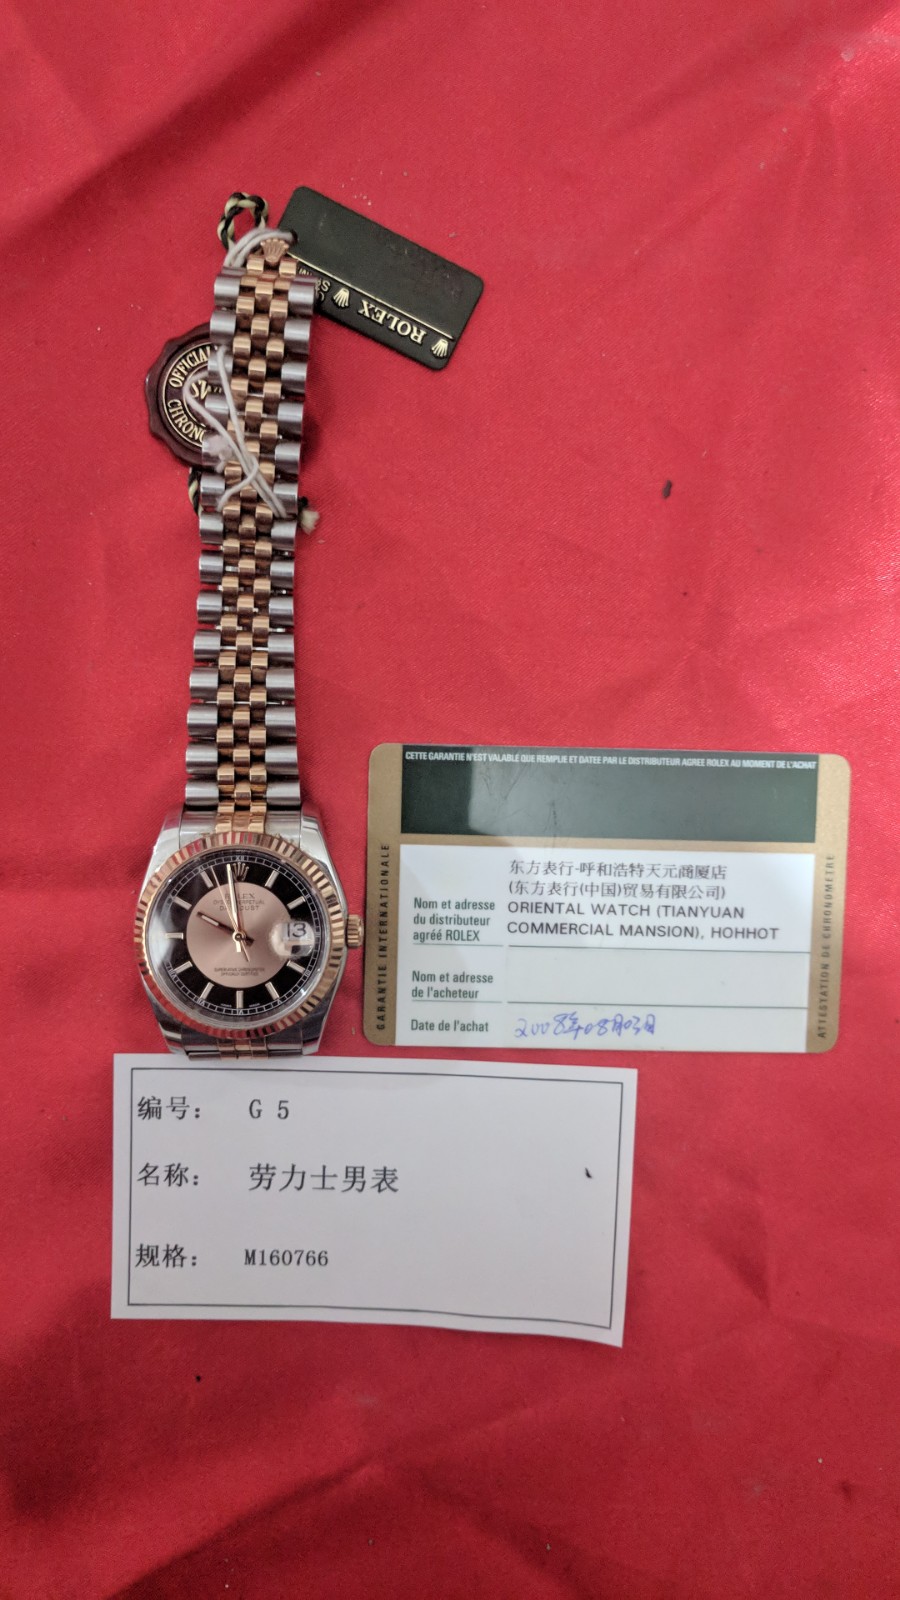 ROLEX
OFFICIAL
ROLEX
DATEJUST
13
CETTE GARANTIE N'EST VALABLE QUE REMPLIE ET DATEE PAR LE DISTRIBUTEUR AGREE ROLEX AU MOMENT DE L'ACHAT
GARANTIE INTERNATIONALE
东方表行-呼和浩特天元商厦店
(东方表行(中国)贸易有限公司)
Nom et adresse
du distributeur
agréé ROLEX
ORIENTAL WATCH (TIANYUAN
COMMERCIAL MANSION), HOHHOT
Nom et adresse
de l'acheteur
Date de l'achat 2008年08月03日
ATTESTATION DE CHRONOMETRE
编号： G 5
名称： 劳力士男表
规格： M160766